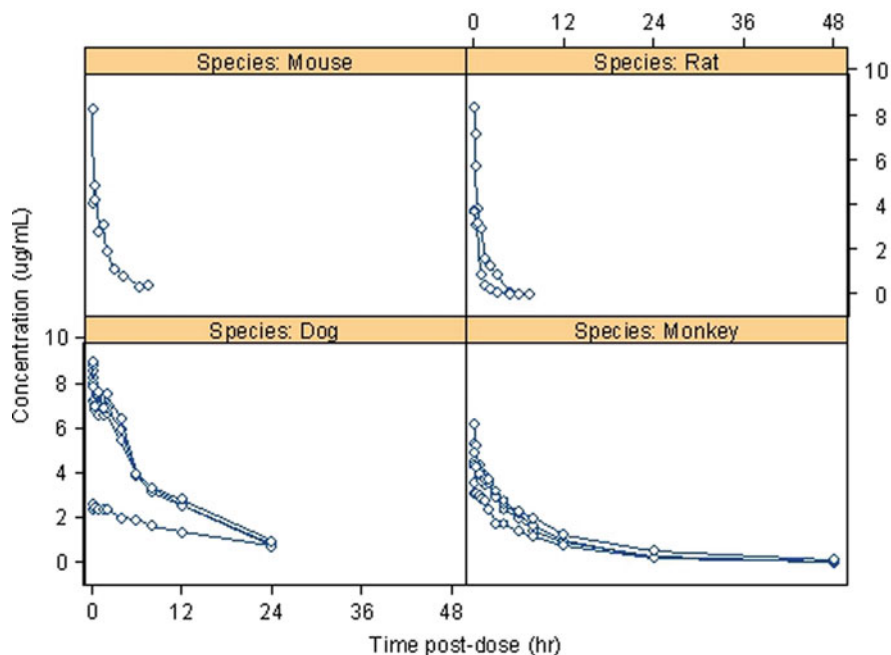 0 12 24 36 48
Species: Mouse
Species: Rat
10
8
6
4
2
0
Concentration (ug/mL)
Species: Dog
Species: Monkey
10
8
6
4
2
0
0 12 24 36 48
Time post-dose (hr)